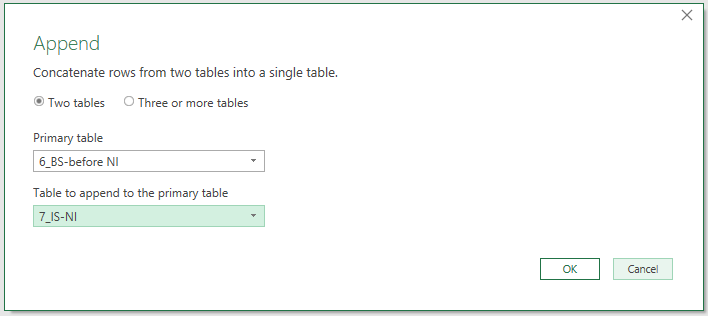 Append
Concatenate rows from two tables into a single table.
Two tables Three or more tables
Primary table
6_BS-before NI
Table to append to the primary table
7_IS-NI
OK Cancel